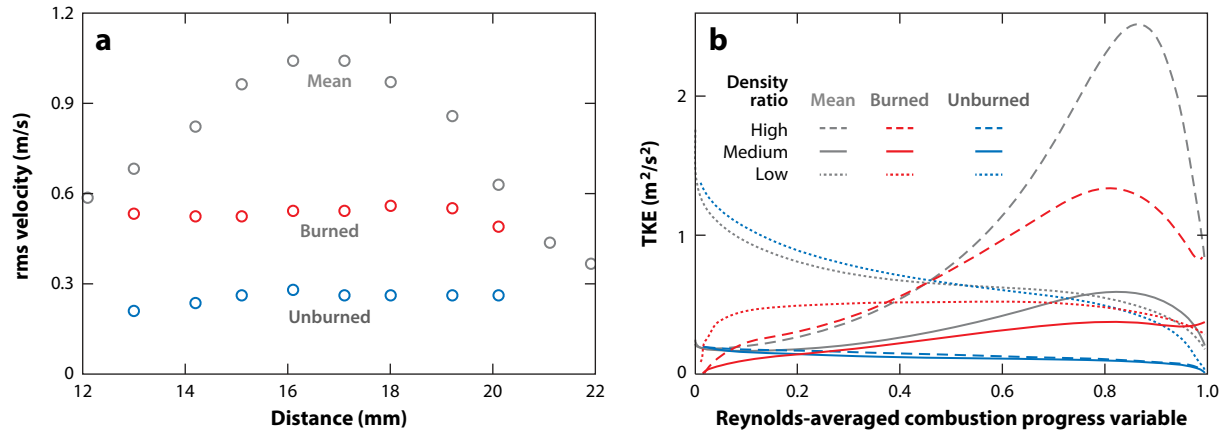 a
1.2
0.9
0.6
0.3
0
rms velocity (m/s)
Mean
Burned
Unburned
12 14 16 18 20 22
Distance (mm)
b
2
1
0
TKE (m²/s²)
Density ratio Mean Burned Unburned
High
Medium
Low
0 0.2 0.4 0.6 0.8 1.0
Reynolds-averaged combustion progress variable